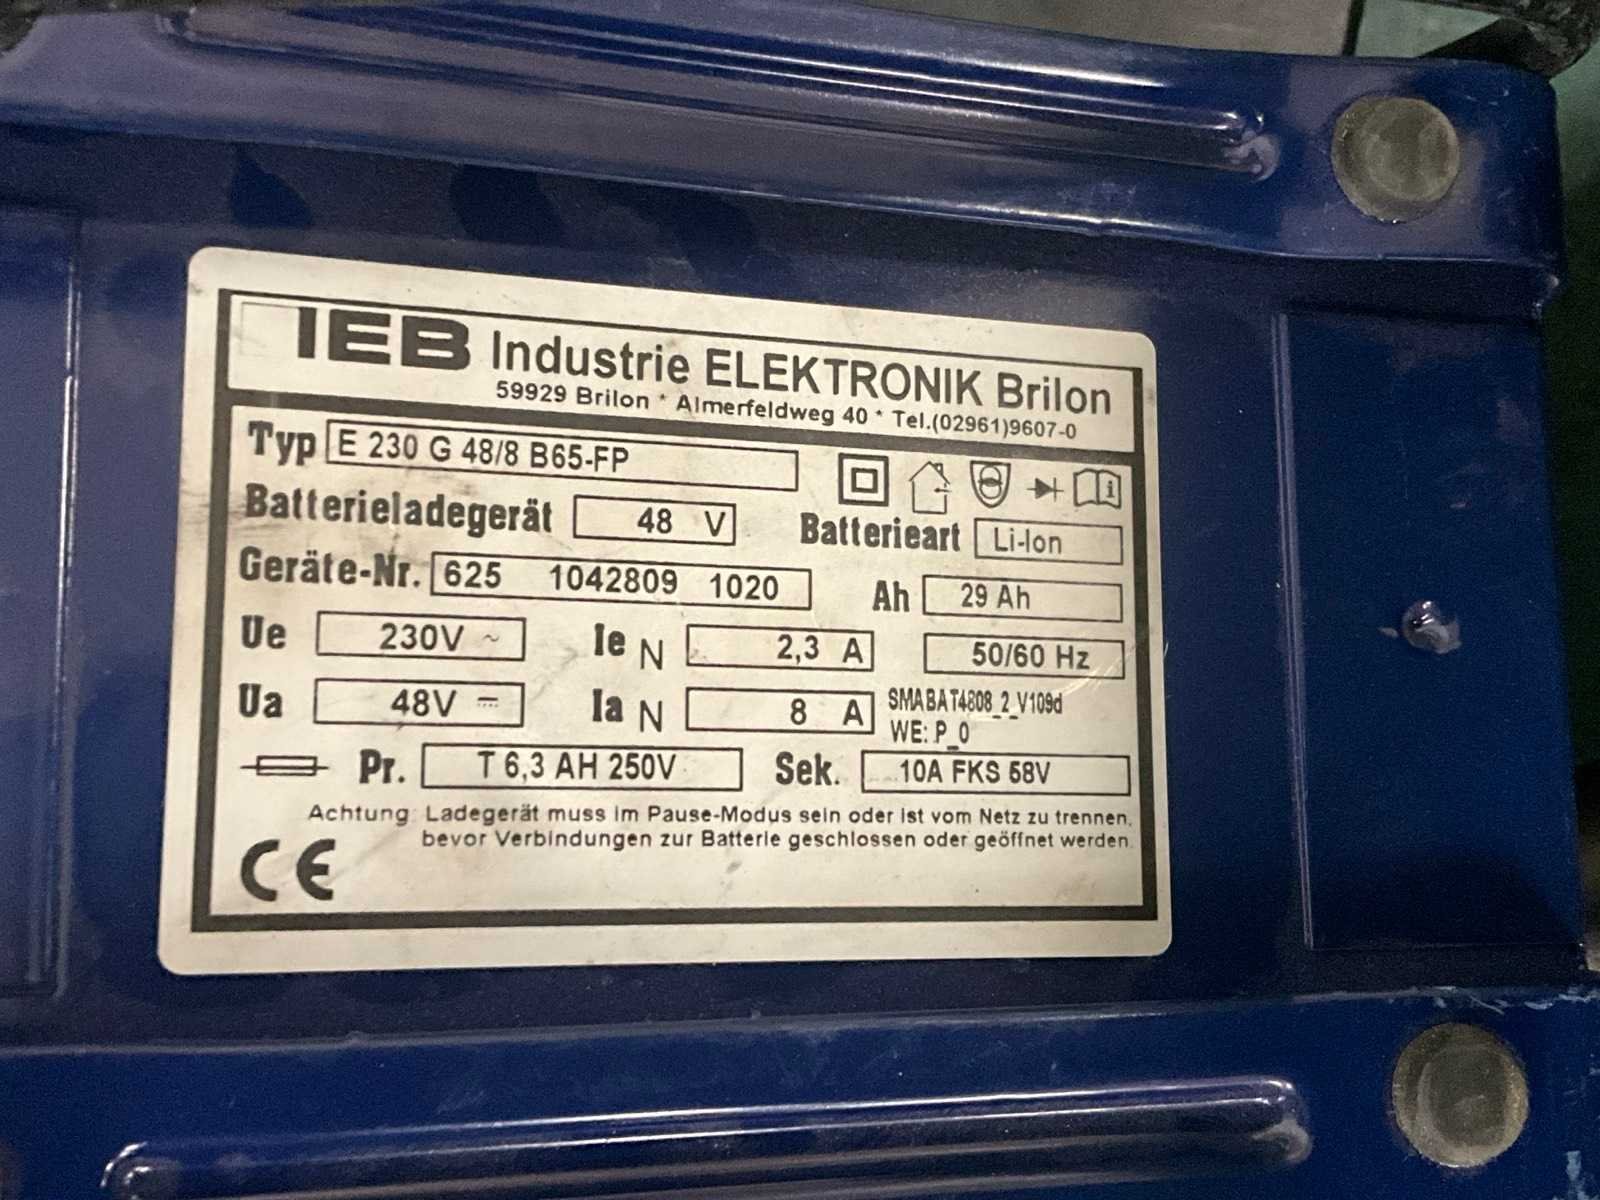 IEB Industrie ELEKTRONIK Brilon
59929 Brilon * Almerfeldweg 40 * Tel.(02961)9607-0
Typ E 230 G 48/8 B65-FP
Batterieladegerät 48 V Batterieart Li-Ion
Geräte-Nr. 625 1042809 1020 Ah 29 Ah
Ue 230V ~ Ie N 2,3 A 50/60 Hz
Ua 48V ⎓ Ia N 8 A SMABAT4808_2_V109d
WE: P_0
Pr. T 6,3 AH 250V Sek. 10A FKS 58V
Achtung: Ladegerät muss im Pause-Modus sein oder ist vom Netz zu trennen,
bevor Verbindungen zur Batterie geschlossen oder geöffnet werden.
CE